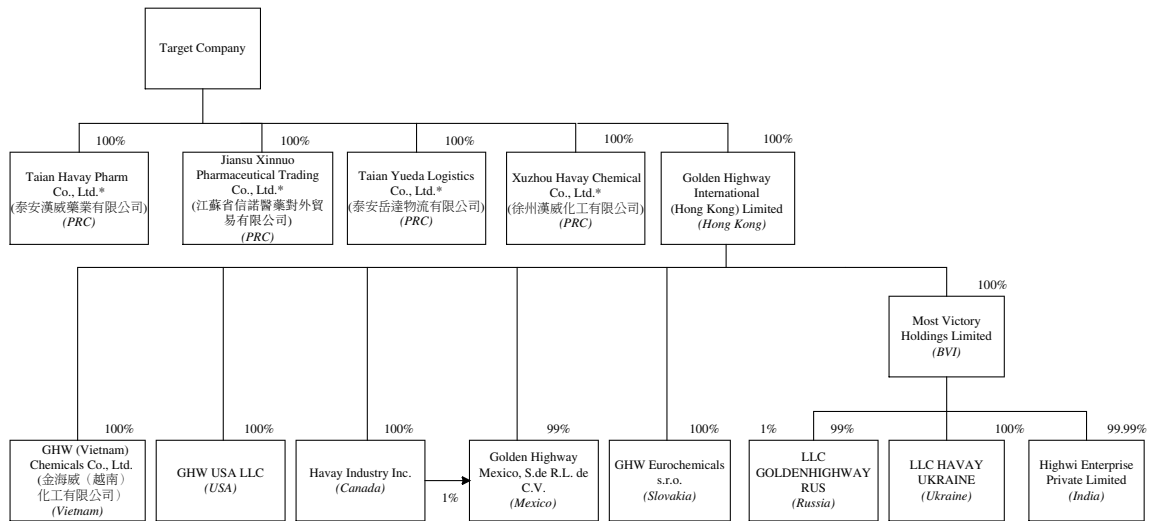 Target Company
100%
100%
100%
100%
100%
Taian Havay Pharm
Co., Ltd.*
(泰安漢威藥業有限公司)
(PRC)
Jiansu Xinnuo
Pharmaceutical Trading
Co., Ltd.*
(江蘇省信諾醫藥對外貿
易有限公司)
(PRC)
Taian Yueda Logistics
Co., Ltd.*
(泰安岳達物流有限公司)
(PRC)
Xuzhou Havay Chemical
Co., Ltd.*
(徐州漢威化工有限公司)
(PRC)
Golden Highway
International
(Hong Kong) Limited
(Hong Kong)
100%
Most Victory
Holdings Limited
(BVI)
100%
100%
100%
99%
100%
1%
99%
100%
99.99%
GHW (Vietnam)
Chemicals Co., Ltd.
(金海威（越南）
化工有限公司）
(Vietnam)
GHW USA LLC
(USA)
Havay Industry Inc.
(Canada)
1%
Golden Highway
Mexico, S.de R.L. de
C.V.
(Mexico)
GHW Eurochemicals
s.r.o.
(Slovakia)
LLC
GOLDENHIGHWAY
RUS
(Russia)
LLC HAVAY
UKRAINE
(Ukraine)
Highwi Enterprise
Private Limited
(India)